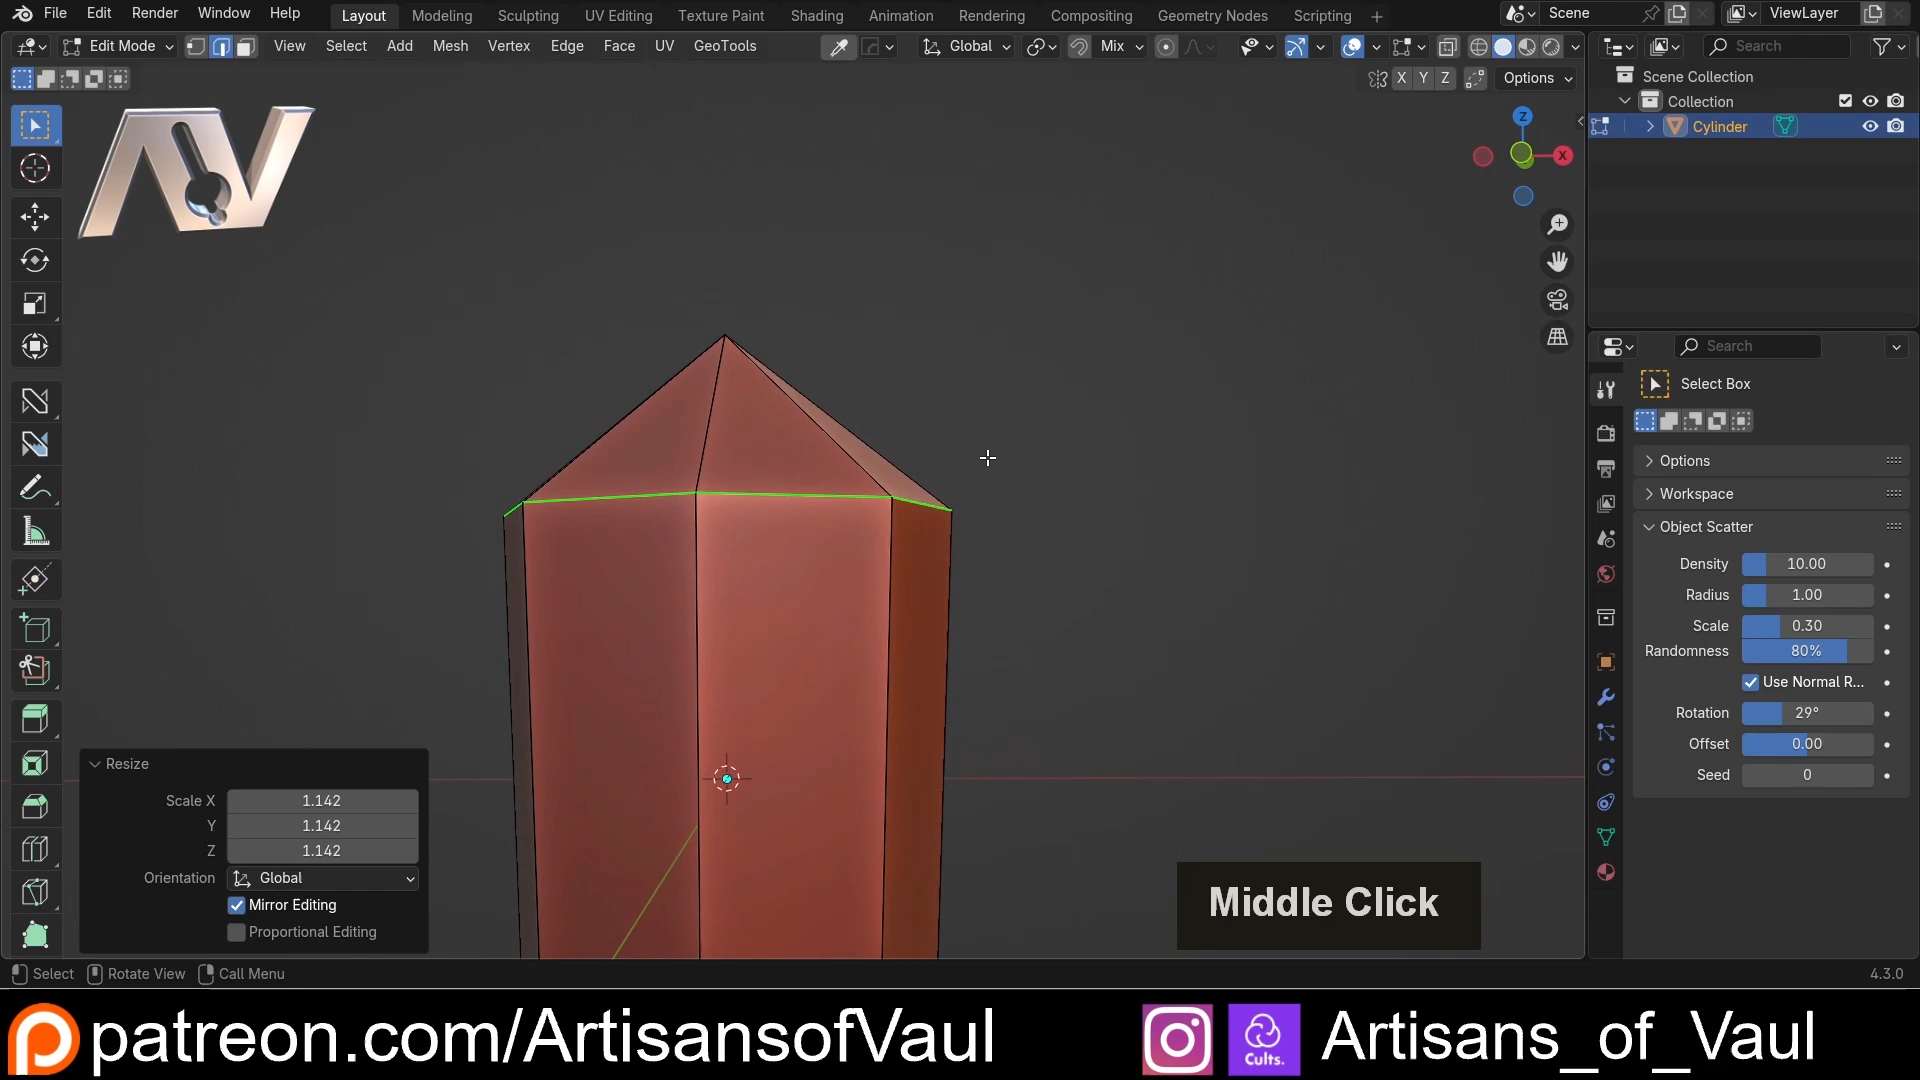 File Edit Render Window Help Layout Modeling Sculpting UV Editing Texture Paint Shading Animation Rendering Compositing Geometry Nodes Scripting + Scene ViewLayer
Edit Mode View Select Add Mesh Vertex Edge Face UV GeoTools Global Mix Search
X Y Z Options
Scene Collection
Collection
Cylinder
Z
X
Search
Select Box
Options
Workspace
Object Scatter
Density 10.00
Radius 1.00
Scale 0.30
Randomness 80%
Use Normal R...
Rotation 29°
Offset 0.00
Seed 0
Resize
Scale X 1.142
Y 1.142
Z 1.142
Orientation Global
Mirror Editing
Proportional Editing
Middle Click
Select Rotate View Call Menu 4.3.0
patreon.com/ArtisansofVaul Cults. Artisans_of_Vaul